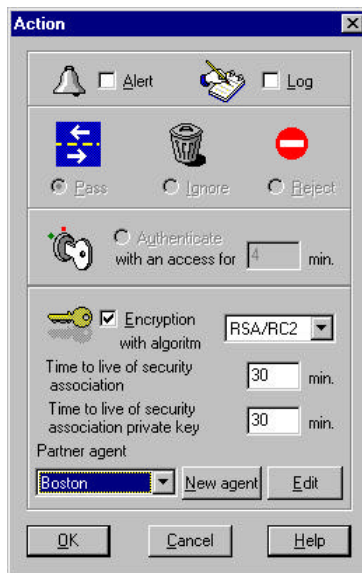 Action
Alert
Log
Pass
Ignore
Reject
Authenticate
with an access for 4 min.
Encryption
with algoritm
RSA/RC2
Time to live of security
association
30 min.
Time to live of security
association private key
30 min.
Partner agent
Boston
New agent
Edit
OK
Cancel
Help